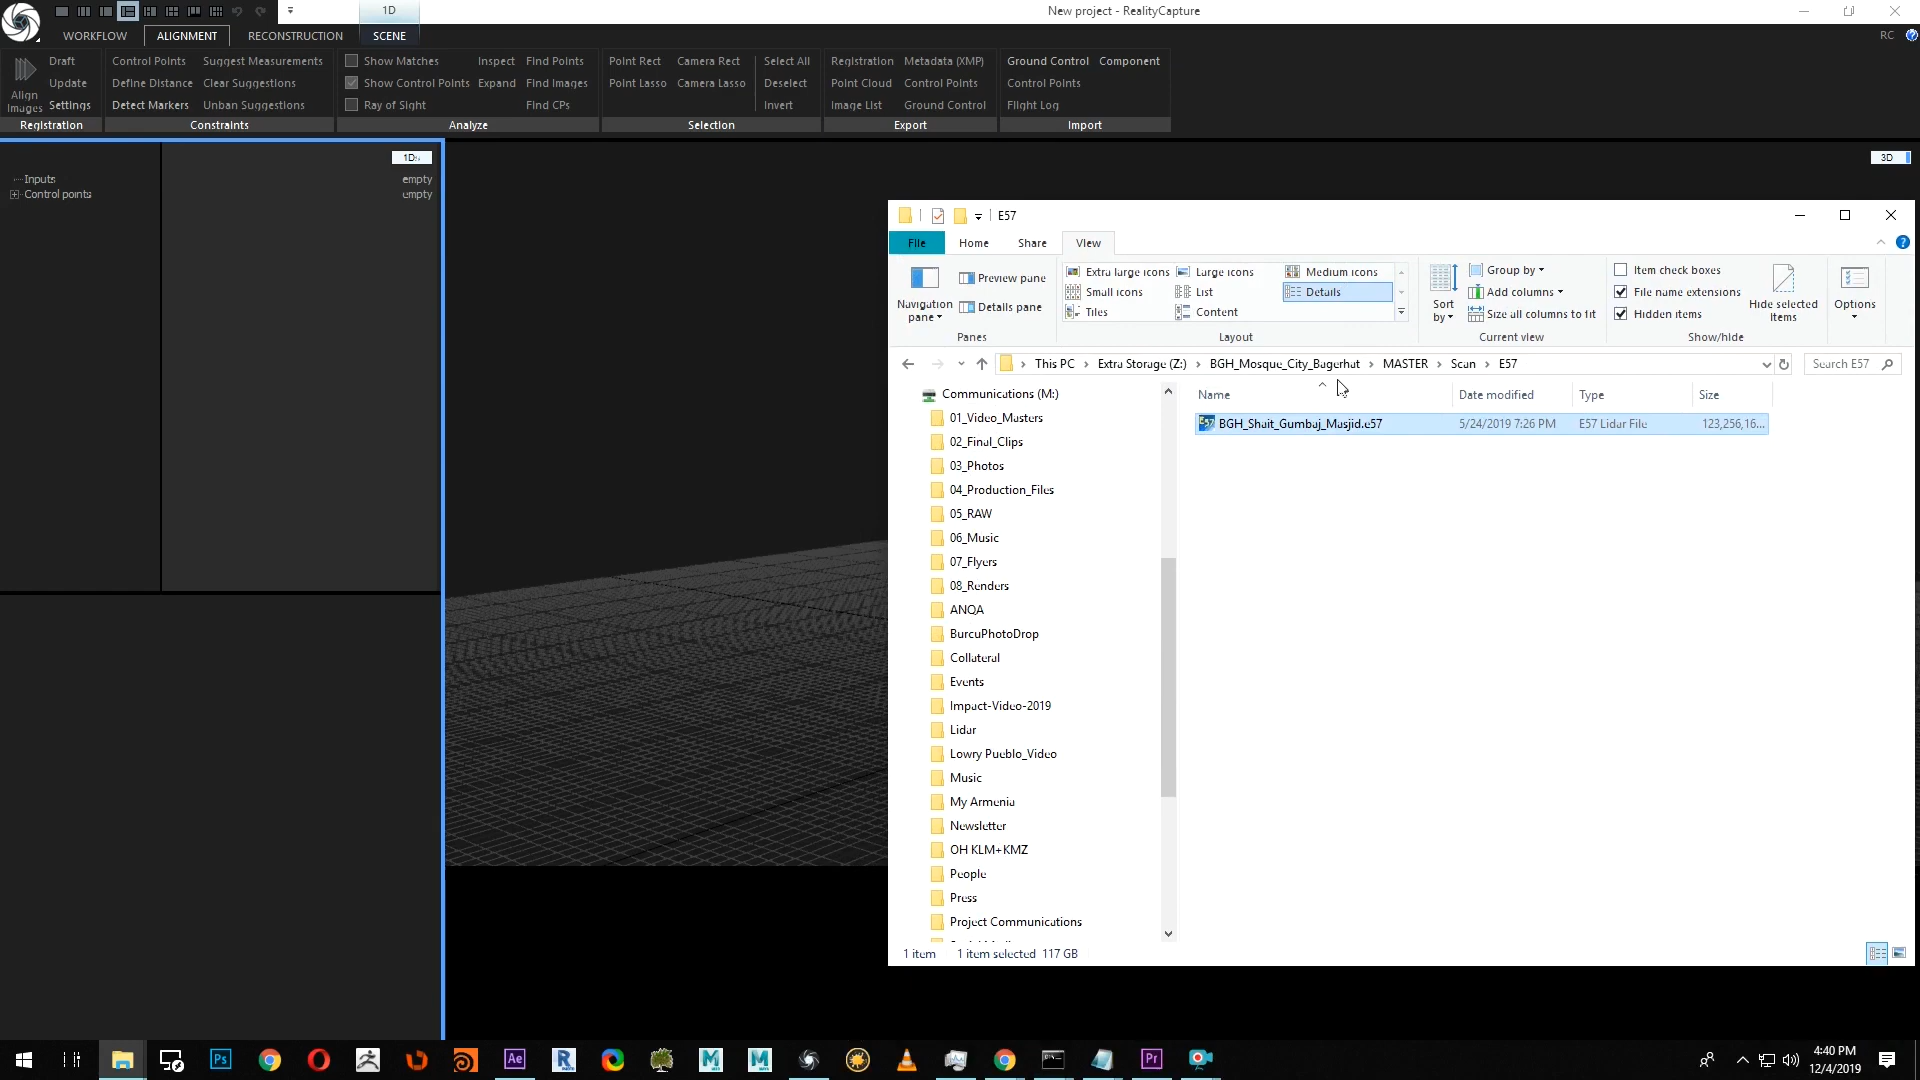 1D
New project - RealityCapture
WORKFLOW
ALIGNMENT
RECONSTRUCTION
SCENE
RC
Align Images
Draft
Update
Settings
Registration
Control Points
Define Distance
Detect Markers
Suggest Measurements
Clear Suggestions
Unban Suggestions
Constraints
Show Matches
Show Control Points
Ray of Sight
Inspect
Expand
Find Points
Find Images
Find CPs
Analyze
Point Rect
Point Lasso
Camera Rect
Camera Lasso
Select All
Deselect
Invert
Selection
Registration
Point Cloud
Image List
Metadata (XMP)
Control Points
Ground Control
Export
Ground Control
Control Points
Flight Log
Component
Import
1Ds
Inputs
empty
Control points
empty
3D
E57
File
Home
Share
View
Navigation pane
Preview pane
Details pane
Panes
Extra large icons
Large icons
Medium icons
Small icons
List
Details
Tiles
Content
Layout
Sort by
Group by
Add columns
Size all columns to fit
Current view
Item check boxes
File name extensions
Hidden items
Hide selected items
Show/hide
Options
This PC
Extra Storage (Z:)
BGH_Mosque_City_Bagerhat
MASTER
Scan
E57
Search E57
Communications (M:)
01_Video_Masters
02_Final_Clips
03_Photos
04_Production_Files
05_RAW
06_Music
07_Flyers
08_Renders
ANQA
BurcuPhotoDrop
Collateral
Events
Impact-Video-2019
Lidar
Lowry Pueblo_Video
Music
My Armenia
Newsletter
OH KLM+KMZ
People
Press
Project Communications
Name
Date modified
Type
Size
BGH_Shait_Gumbaj_Masjid.e57
5/24/2019 7:26 PM
E57 Lidar File
123,256,16...
1 item
1 item selected 117 GB
Ps
Ae
R
M
M
Pr
4:40 PM
12/4/2019